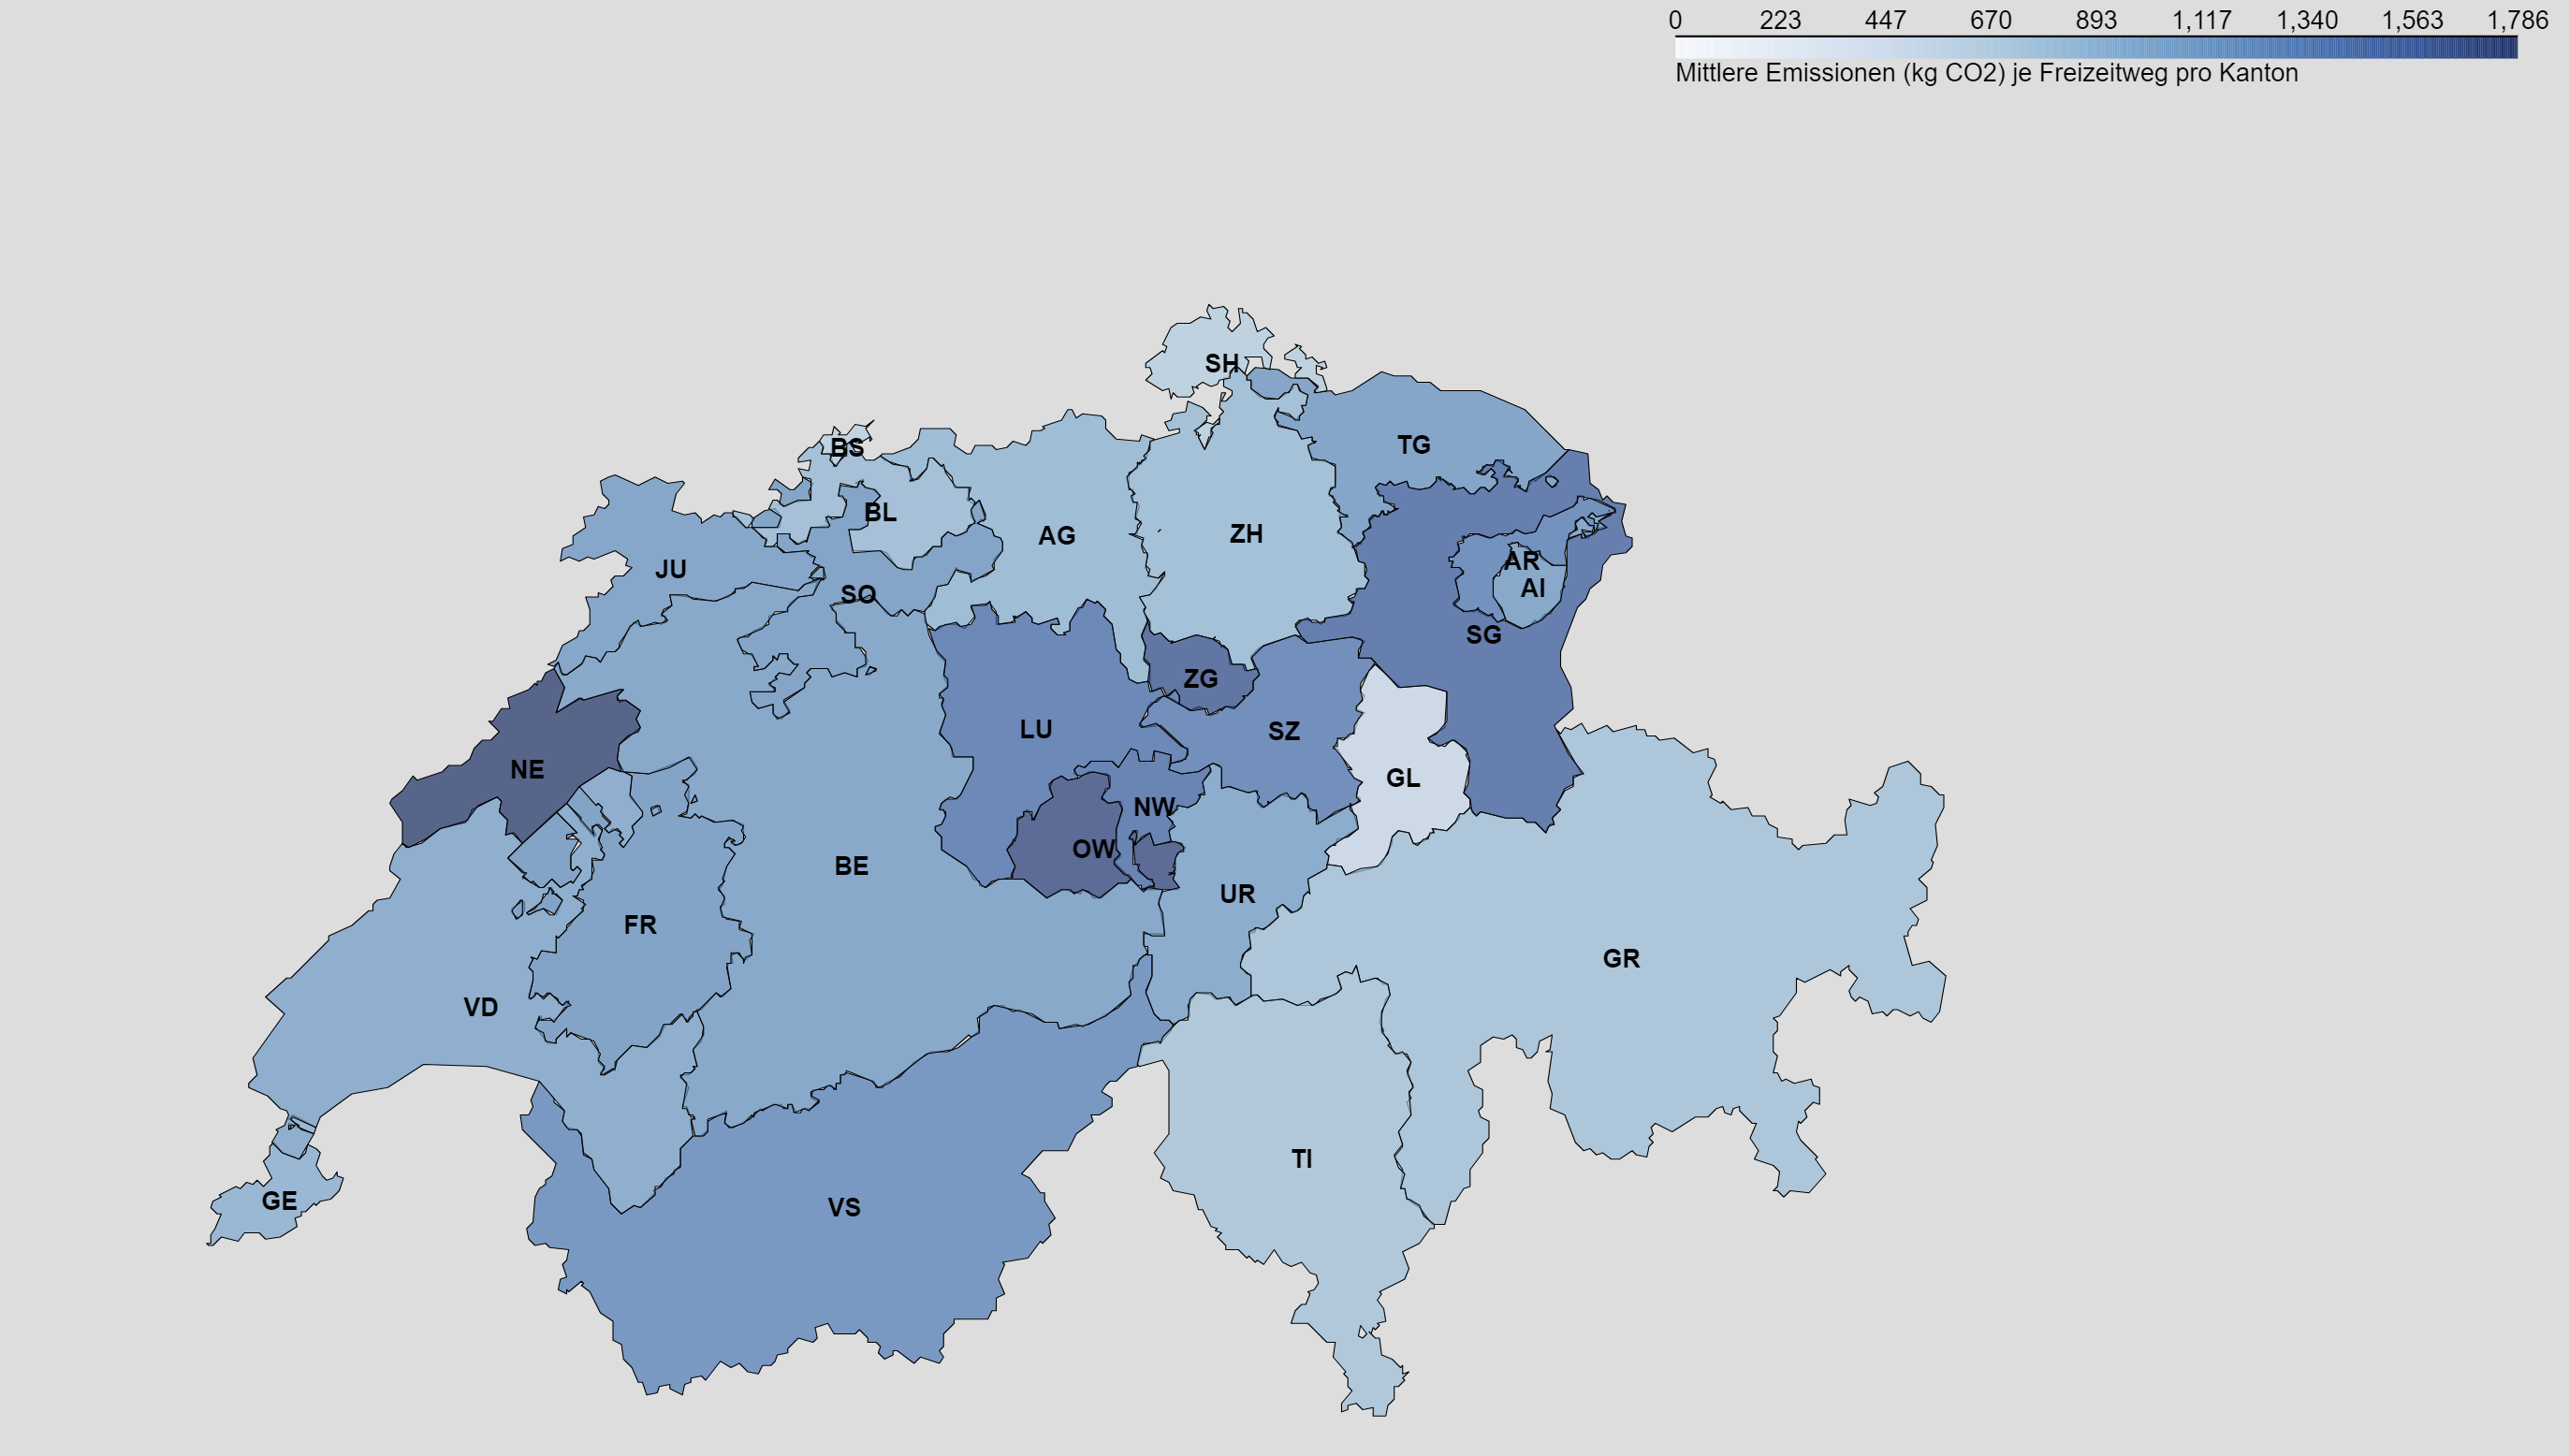 0 223 447 670 893 1,117 1,340 1,563 1,786
Mittlere Emissionen (kg CO2) je Freizeitweg pro Kanton
SH
BS
TG
BL
AG
ZH
JU
AR
AI
SO
SG
ZG
LU
SZ
NE
GL
NW
OW
BE
UR
FR
GR
VD
TI
GE
VS